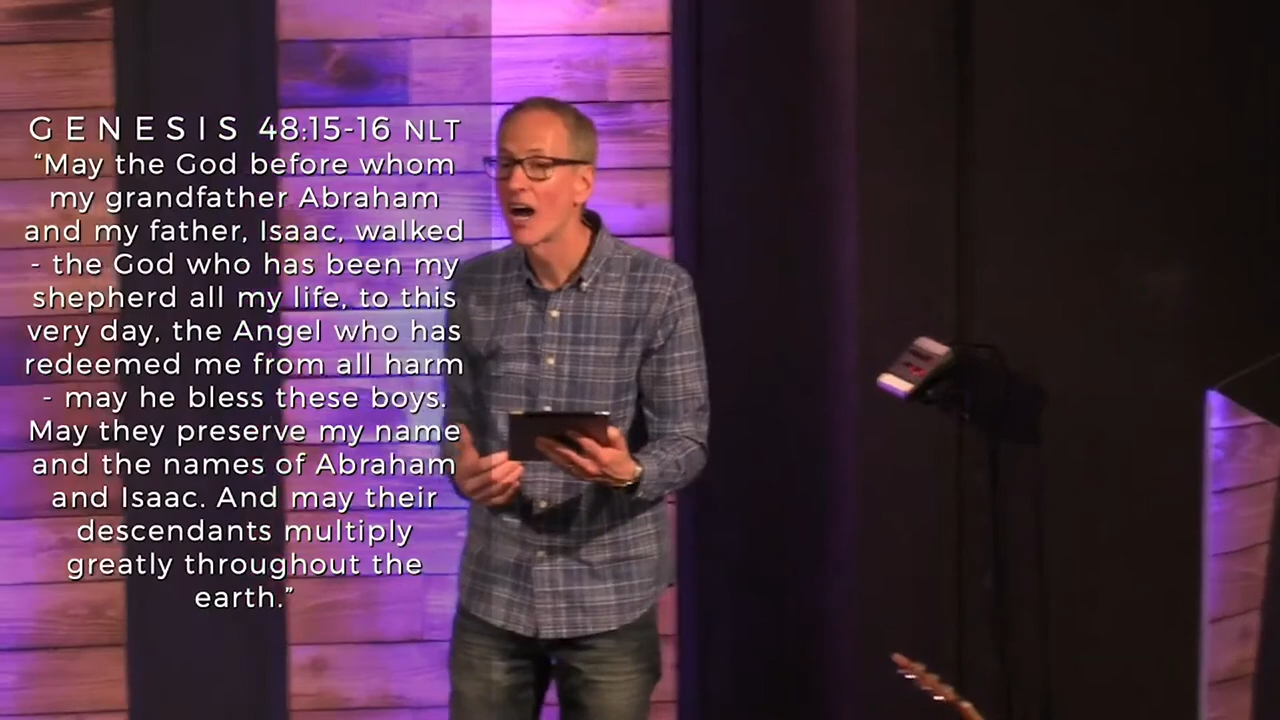 GENESIS 48:15-16 NLT
“May the God before whom
my grandfather Abraham
and my father, Isaac, walked
- the God who has been my
shepherd all my life, to this
very day, the Angel who has
redeemed me from all harm
- may he bless these boys.
May they preserve my name
and the names of Abraham
and Isaac. And may their
descendants multiply
greatly throughout the
earth.”